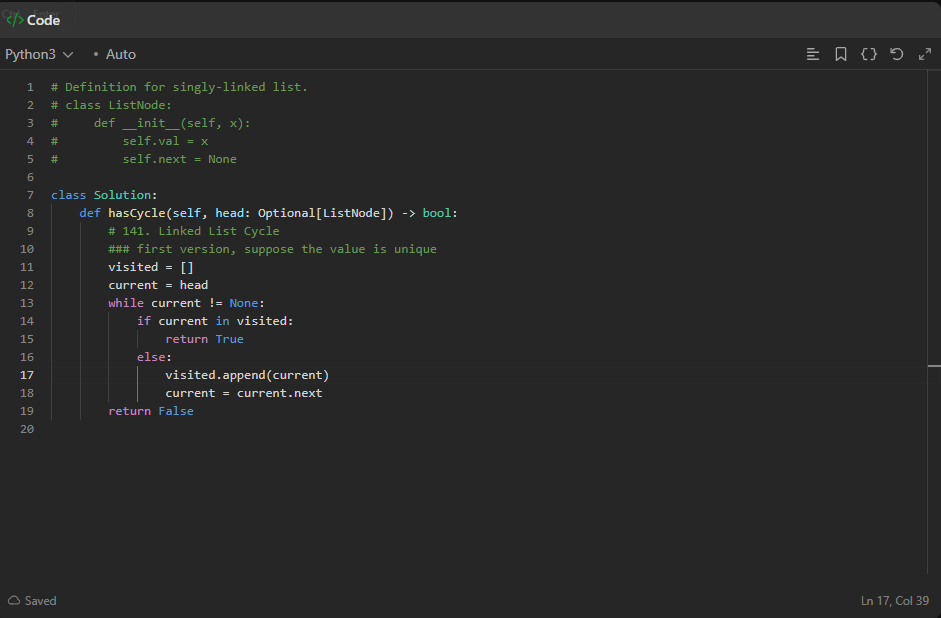 </> Code
Python3 • Auto
1 # Definition for singly-linked list.
2 # class ListNode:
3 #     def __init__(self, x):
4 #         self.val = x
5 #         self.next = None
6
7 class Solution:
8     def hasCycle(self, head: Optional[ListNode]) -> bool:
9         # 141. Linked List Cycle
10         ### first version, suppose the value is unique
11         visited = []
12         current = head
13         while current != None:
14             if current in visited:
15                 return True
16             else:
17                 visited.append(current)
18                 current = current.next
19         return False
20
Saved
Ln 17, Col 39